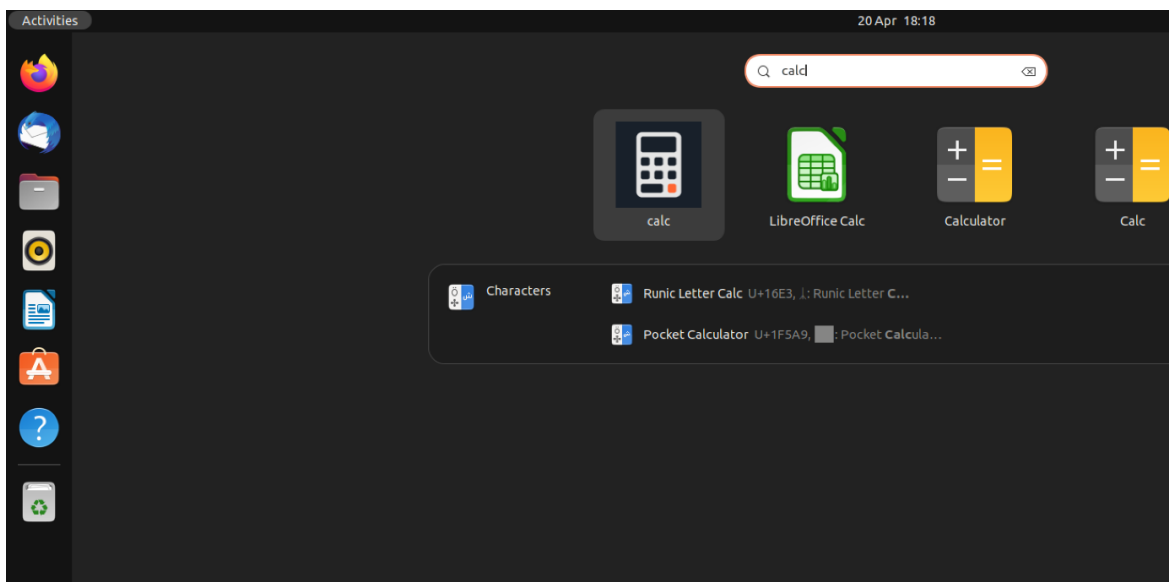 Activities
20 Apr 18:18
calc
calc
LibreOffice Calc
Calculator
Calc
Characters
Runic Letter Calc U+16E3, ᛣ: Runic Letter C...
Pocket Calculator U+1F5A9, : Pocket Calcula...